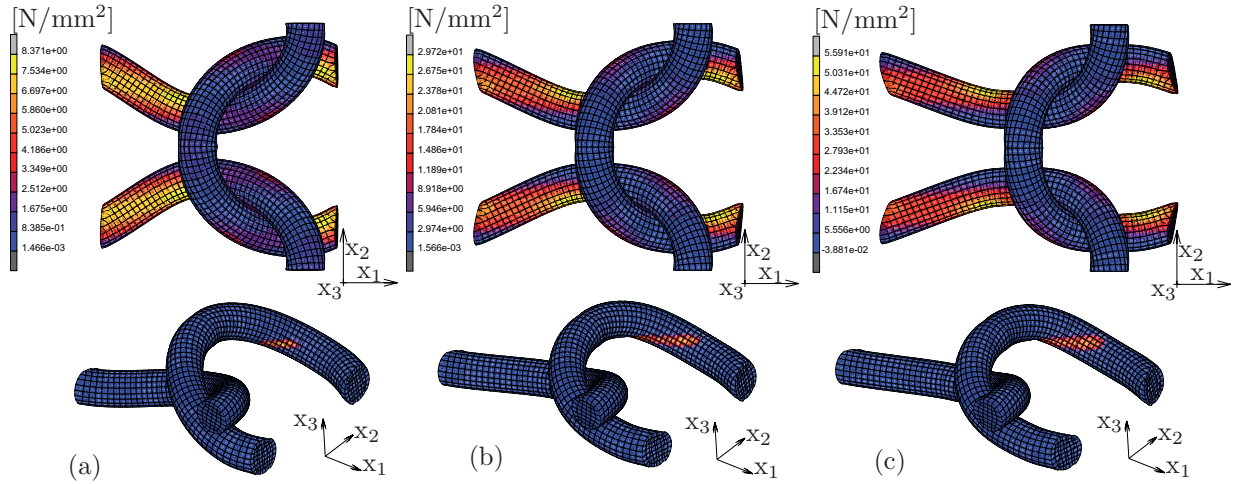 [N/mm²]
8.371e+00
7.534e+00
6.697e+00
5.860e+00
5.023e+00
4.186e+00
3.349e+00
2.512e+00
1.675e+00
8.385e-01
1.466e-03
x₂
x₁
x₃
x₃
x₂
x₁
(a)
[N/mm²]
2.972e+01
2.675e+01
2.378e+01
2.081e+01
1.784e+01
1.486e+01
1.189e+01
8.918e+00
5.946e+00
2.974e+00
1.566e-03
x₂
x₁
x₃
x₃
x₂
x₁
(b)
[N/mm²]
5.591e+01
5.031e+01
4.472e+01
3.912e+01
3.353e+01
2.793e+01
2.234e+01
1.674e+01
1.115e+01
5.556e+00
-3.881e-02
x₂
x₁
x₃
x₃
x₂
x₁
(c)